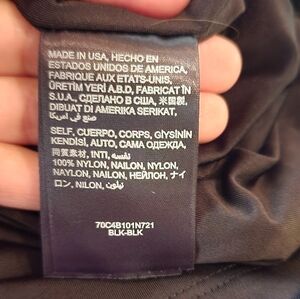 MADE IN USA, HECHO EN
ESTADOS UNIDOS DE AMERICA,
FABRIQUE AUX ETATS-UNIS,
ÜRETİM YERİ A.B.D, FABRICAT ÎN
S.U.A., СДЕЛАНО В США, 米国製,
DIBUAT DI AMERIKA SERIKAT,
صنع في امريكا
SELF, CUERPO, CORPS, GİYSİNİN
KENDİSİ, AUTO, САМА ОДЕЖДА,
同質素材, INTI, نفسه,
100% NYLON, NAILON, NYLON,
NAYLON, NAILON, НЕЙЛОН, ナイ
ロン, NILON, نيلون
70C4B101N721
BLK-BLK